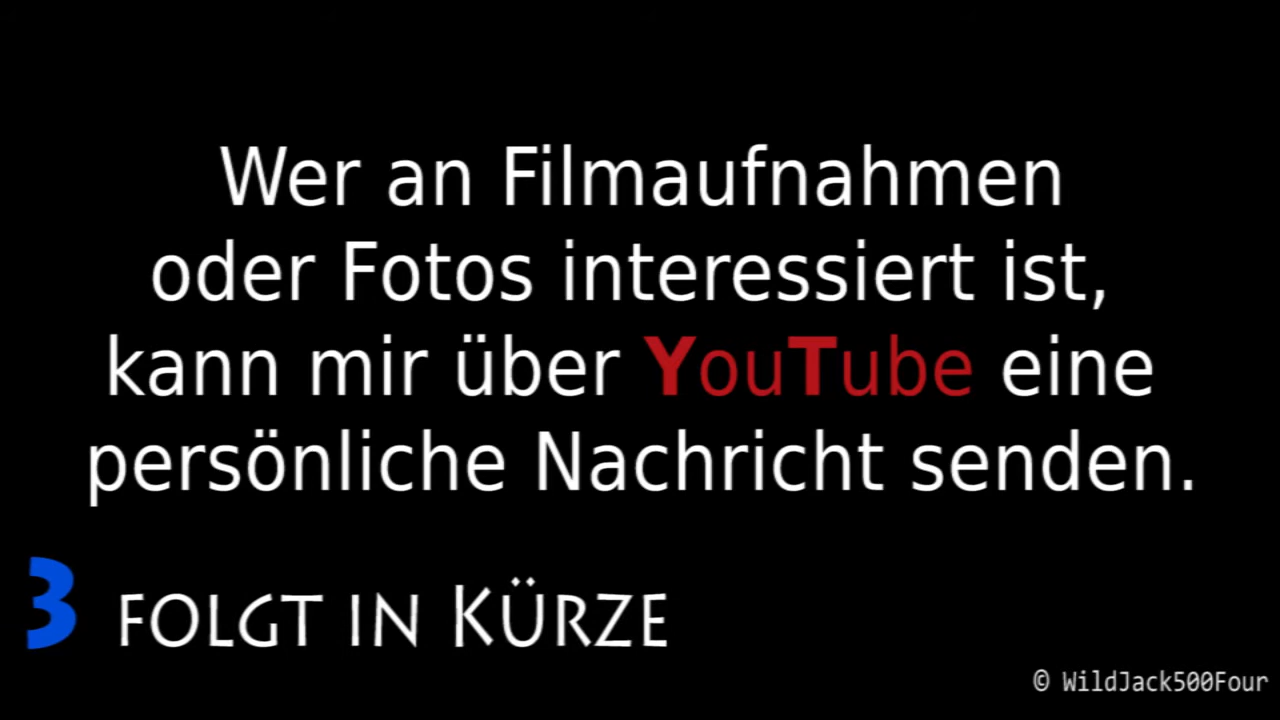 Wer an Filmaufnahmen
oder Fotos interessiert ist,
kann mir über YouTube eine
persönliche Nachricht senden.
3 FOLGT IN KÜRZE
© WildJack500Four